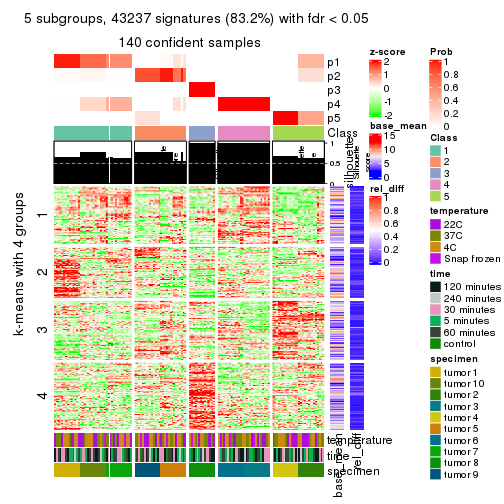 5 subgroups, 43237 signatures (83.2%) with fdr < 0.05
140 confident samples
p1
p2
p3
p4
p5
Class
1
0.5
0
silhouette
score
k-means with 4 groups
1
2
3
4
temperature
time
specimen
base_mean
rel_diff
z-score
2
1
0
-1
-2
base_mean
15
10
5
0
rel_diff
1
0.8
0.6
0.4
0.2
0
Prob
1
0.8
0.6
0.4
0.2
0
Class
1
2
3
4
5
temperature
22C
37C
4C
Snap frozen
time
120 minutes
240 minutes
30 minutes
5 minutes
60 minutes
control
specimen
tumor 1
tumor 10
tumor 2
tumor 3
tumor 4
tumor 5
tumor 6
tumor 7
tumor 8
tumor 9